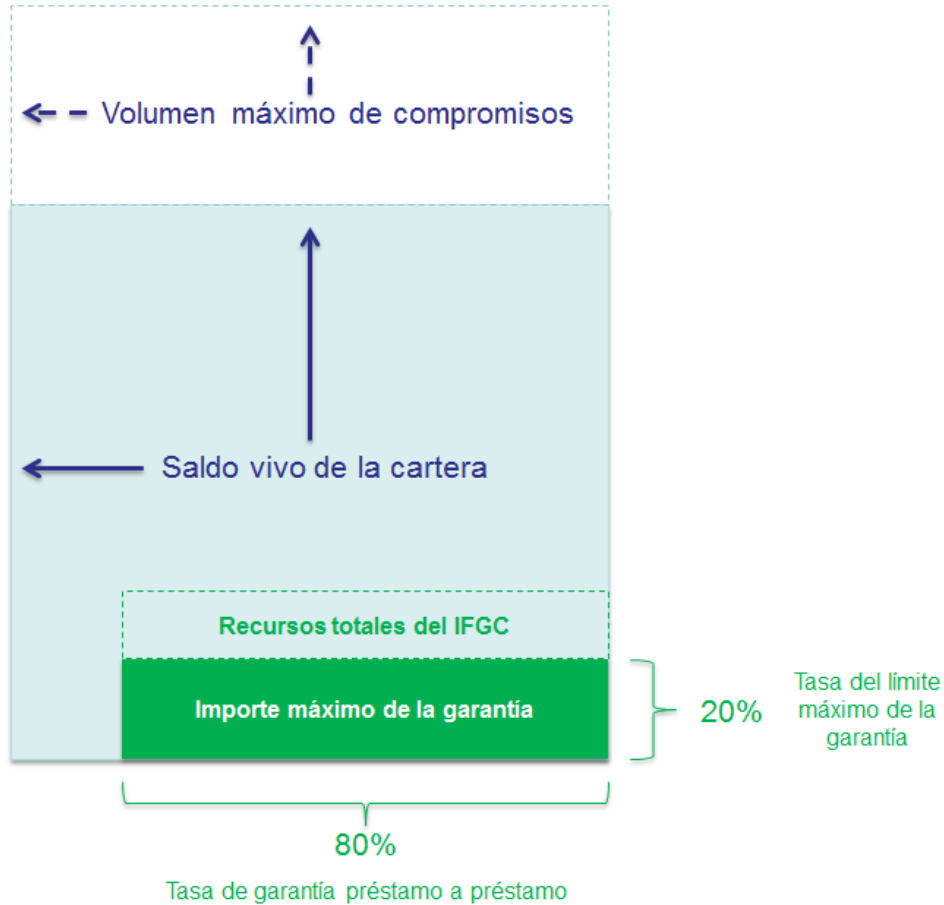 Volumen máximo de compromisos
Saldo vivo de la cartera
Recursos totales del IFGC
Importe máximo de la garantía
20%
Tasa del límite
máximo de la
garantía
80%
Tasa de garantía préstamo a préstamo